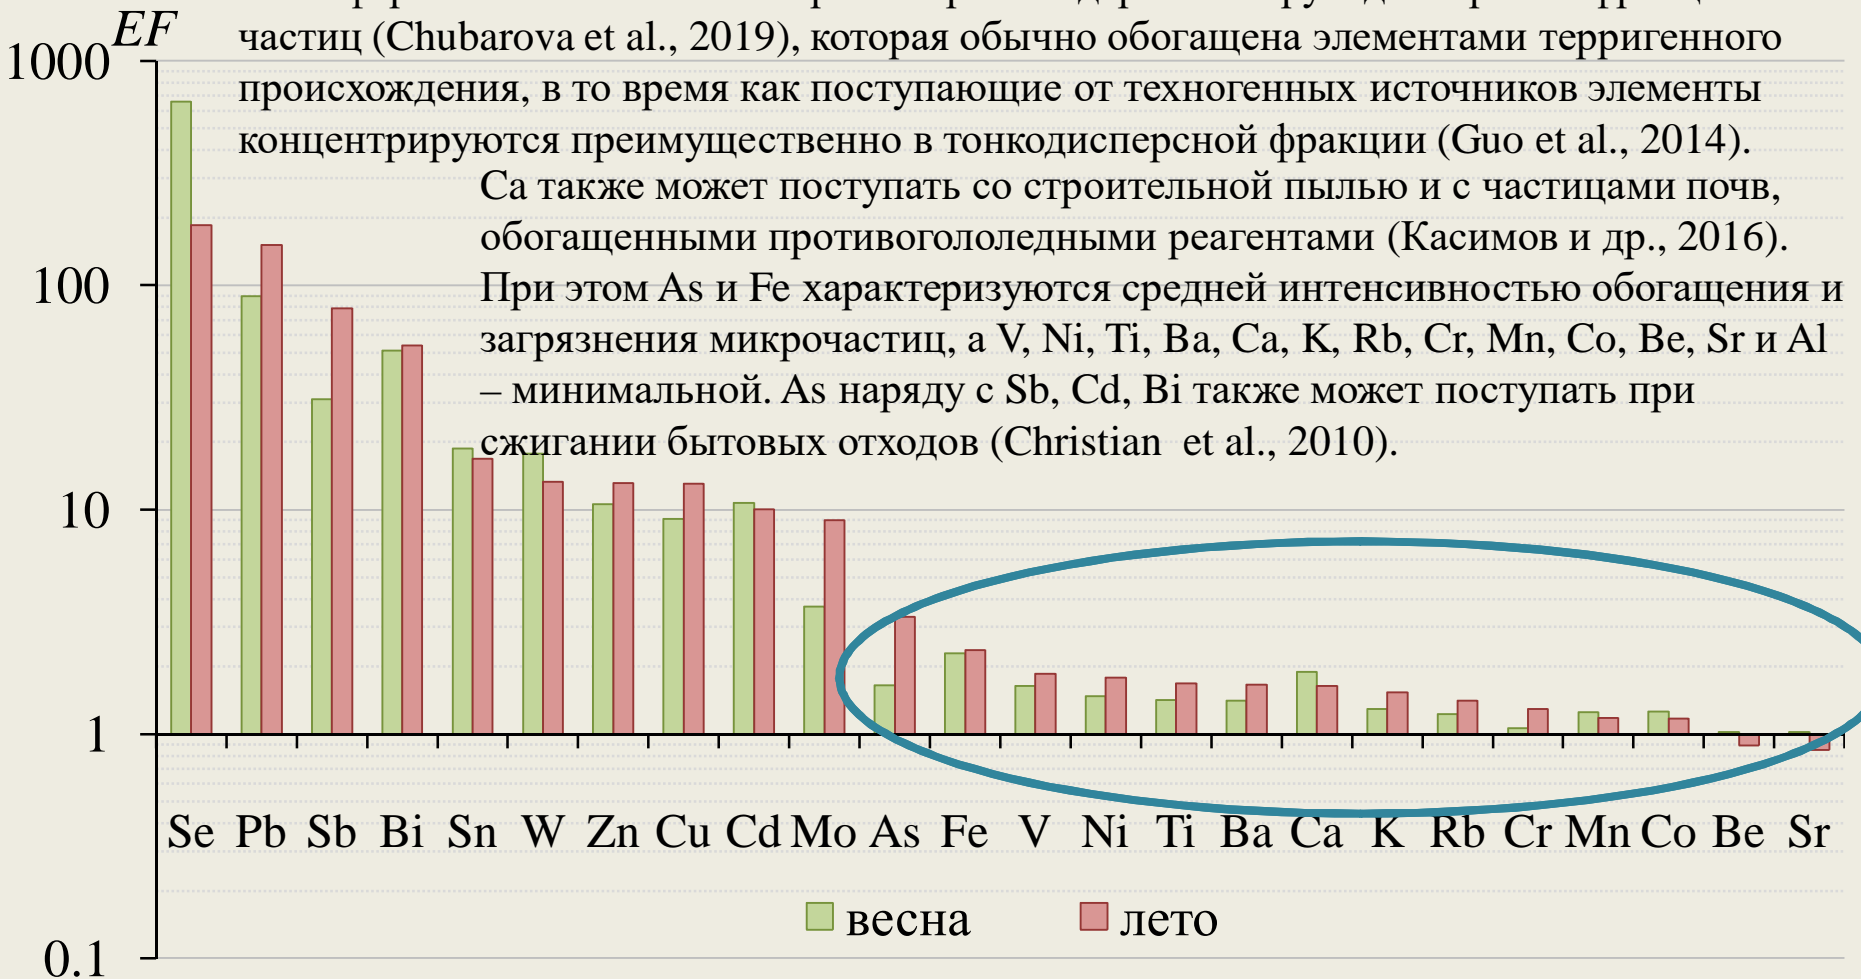 EF
частиц (Chubarova et al., 2019), которая обычно обогащена элементами терригенного
1000
происхождения, в то время как поступающие от техногенных источников элементы
концентрируются преимущественно в тонкодисперсной фракции (Guo et al., 2014).
Ca также может поступать со строительной пылью и с частицами почв,
обогащенными противогололедными реагентами (Касимов и др., 2016).
100
При этом As и Fe характеризуются средней интенсивностью обогащения и
загрязнения микрочастиц, а V, Ni, Ti, Ba, Ca, K, Rb, Cr, Mn, Co, Be, Sr и Al
– минимальной. As наряду с Sb, Cd, Bi также может поступать при
сжигании бытовых отходов (Christian et al., 2010).
10
1
Se Pb Sb Bi Sn W Zn Cu Cd Mo As Fe V Ni Ti Ba Ca K Rb Cr Mn Co Be Sr
весна лето
0.1